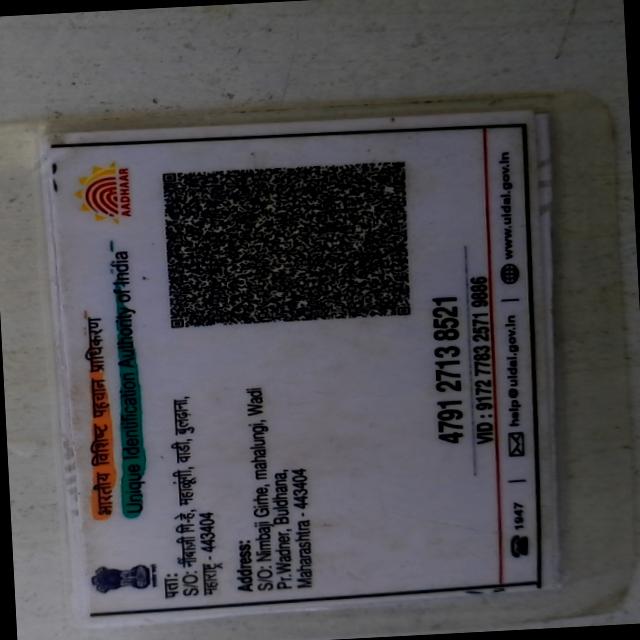 भारतीय विशिष्ट पहचान प्राधिकरण
Unique Identification Authority of India
AADHAAR
पता:
S/O: नींबाजी गिऱ्हे, महाळुंगी, वाडी, बुलढाना,
महाराष्ट्र - 443404
Address:
S/O: Nimbaji Girhe, mahalungi, Wadi
Pr.Wadner, Buldhana,
Maharashtra - 443404
4791 2713 8521
VID : 9172 7783 2971 9986
1947 | help@uidai.gov.in | www.uidai.gov.in